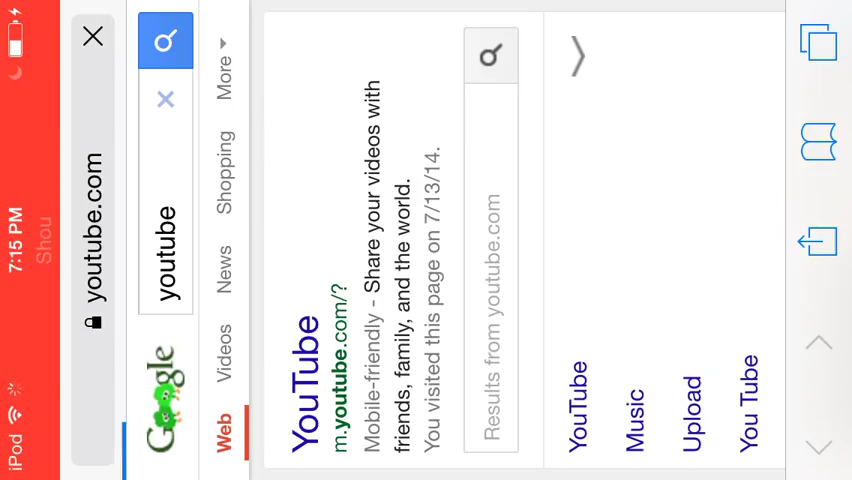 iPod 7:15 PM
Shou
youtube.com
Google youtube
Web Videos News Shopping More
YouTube
m.youtube.com/?
Mobile-friendly - Share your videos with
friends, family, and the world.
You visited this page on 7/13/14.
Results from youtube.com
YouTube
Music
Upload
You Tube